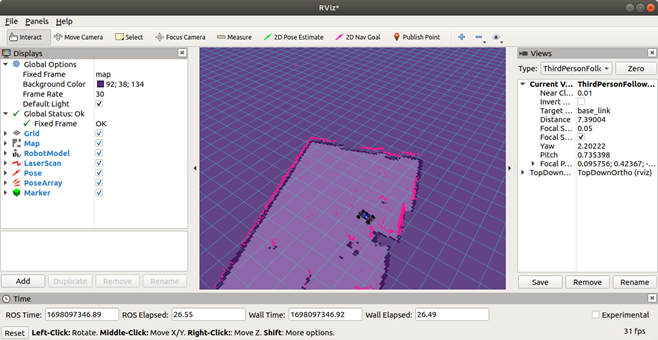 RViz*
File Panels Help
Interact Move Camera Select Focus Camera Measure 2D Pose Estimate 2D Nav Goal Publish Point
Displays
Global Options
Fixed Frame map
Background Color 92; 38; 134
Frame Rate 30
Default Light
Global Status: Ok
Fixed Frame OK
Grid
Map
RobotModel
LaserScan
Pose
PoseArray
Marker
Add Duplicate Remove Rename
Views
Type: ThirdPersonFollo Zero
Current V... ThirdPersonFollow...
Near Cl... 0.01
Invert ...
Target ... base_link
Distance 7.39004
Focal S... 0.05
Focal S...
Yaw 2.20222
Pitch 0.735398
Focal P... 0.095756; 0.42367; -...
TopDown... TopDownOrtho (rviz)
Save Remove Rename
Time
ROS Time: 1698097346.89 ROS Elapsed: 26.55 Wall Time: 1698097346.92 Wall Elapsed: 26.49 Experimental
Reset Left-Click: Rotate. Middle-Click: Move X/Y. Right-Click:: Move Z. Shift: More options. 31 fps